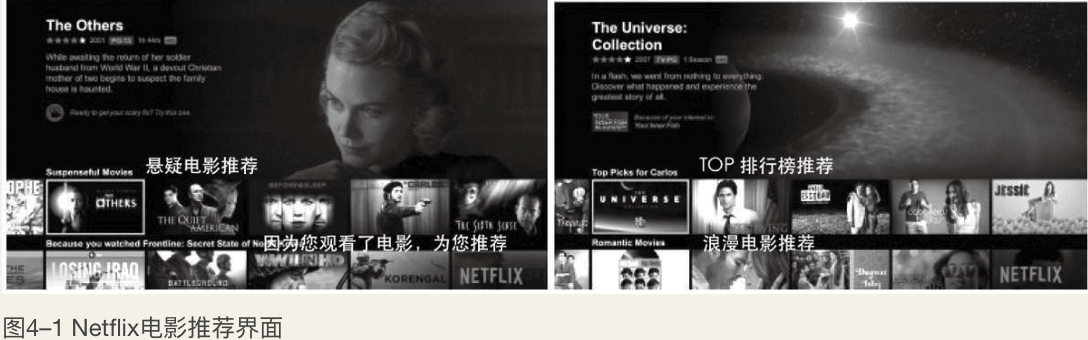 The Others
2001 PG-13 1h 44m HD
While awaiting the return of her soldier
husband from World War II, a devout Christian
mother of two begins to suspect the family
house is haunted.
Ready to get your scary fix? Try this one.
悬疑电影推荐
Suspenseful Movies
THE OTHERS
THE QUIET AMERICAN
CARLOS
THE SIXTH SENSE
Because you watched Frontline: Secret State of No
因为您观看了电影，为您推荐
LOSING IRAQ
BATTLEGROUND
KORENGAL
NETFLIX
The Universe:
Collection
2007 TV-PG 1 Season
In a flash, we went from nothing to everything.
Discover what happened and experience the
greatest story of all.
YOUR INNER FISH
Because of your interest in:
Your Inner Fish
TOP 排行榜推荐
Top Picks for Carlos
THE UNIVERSE
JESSIE
Romantic Movies
浪漫电影推荐
NETFLIX
图4–1 Netflix电影推荐界面